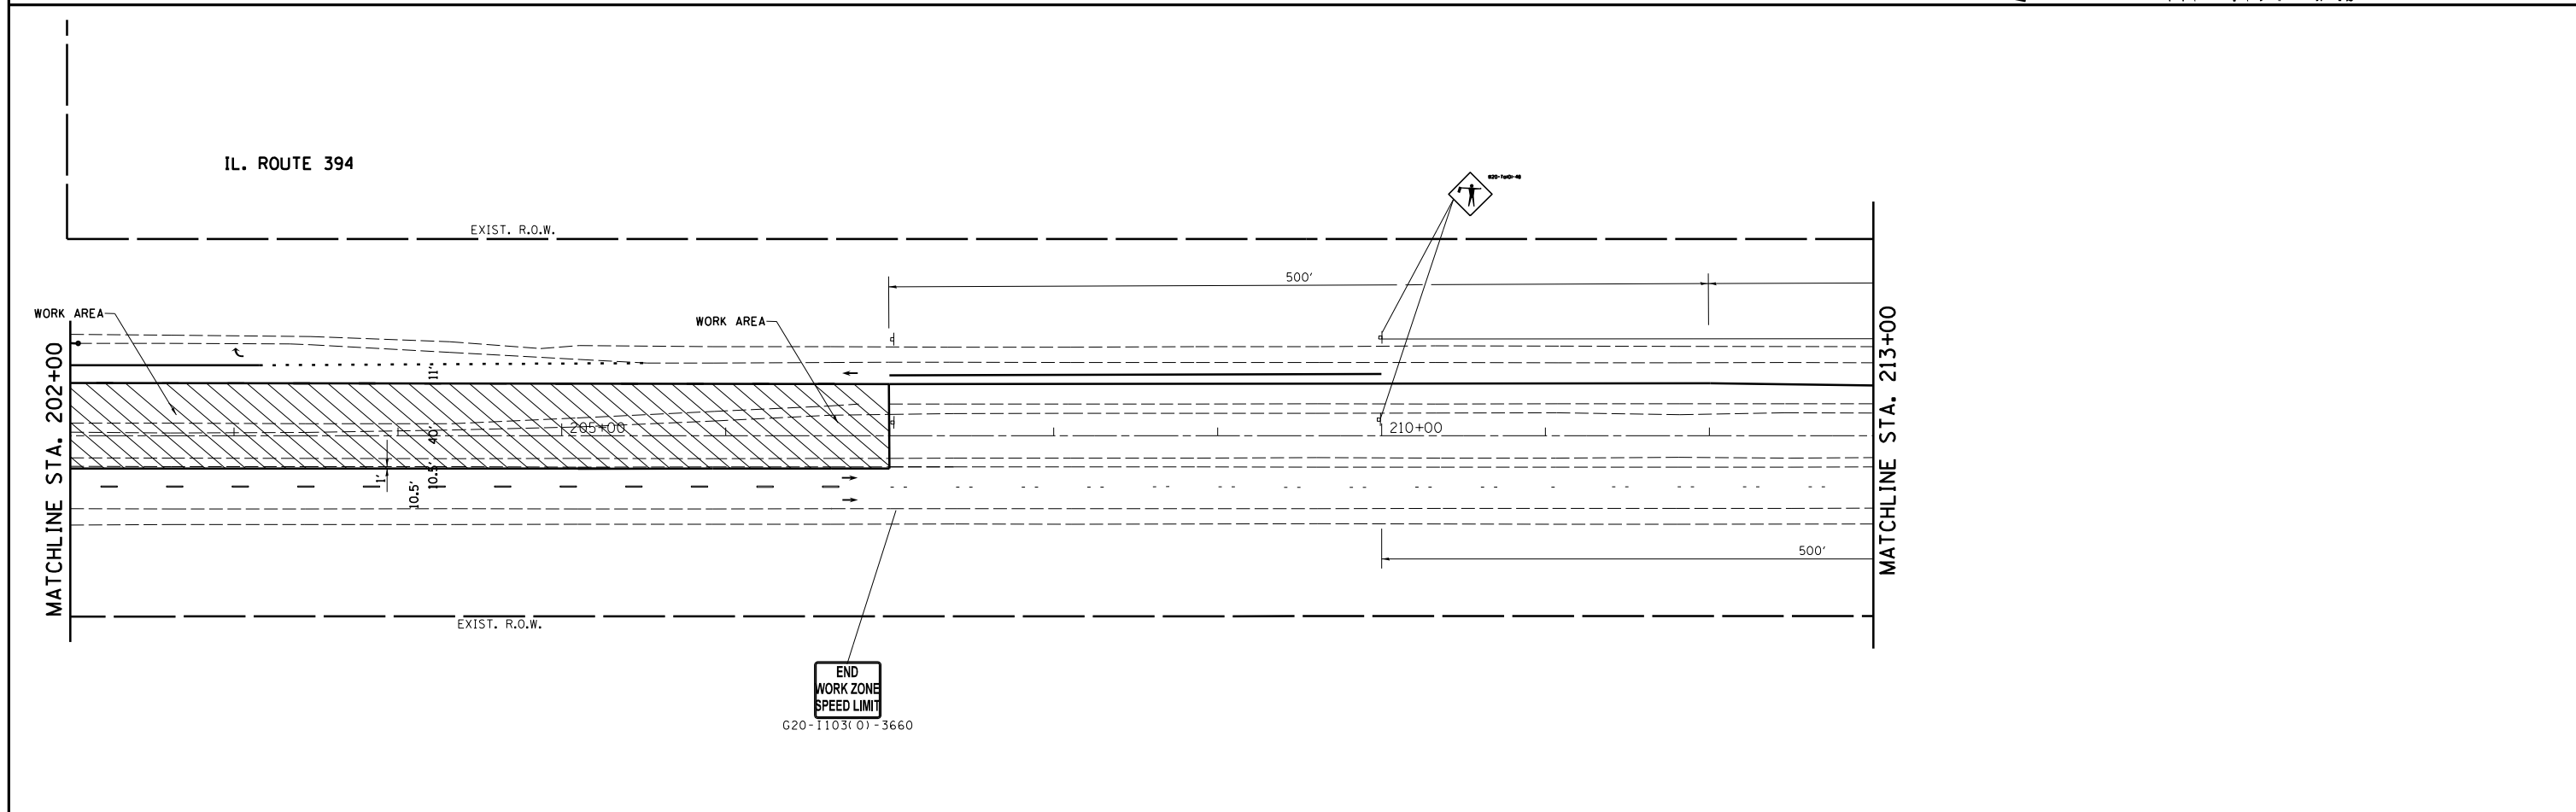 IL. ROUTE 394
EXIST. R.O.W.
500'
WORK AREA
WORK AREA
MATCHLINE STA. 202+00
MATCHLINE STA. 213+00
11'
205+00
40'
210+00
1'
10.5'
10.5'
500'
EXIST. R.O.W.
END
WORK ZONE
SPEED LIMIT
G20-I103(0)-3660